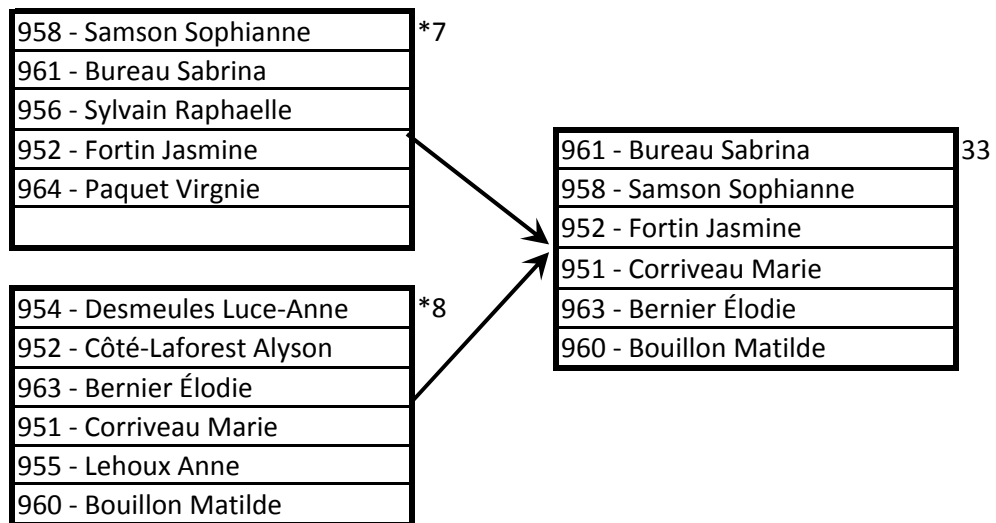 958 - Samson Sophianne *7
961 - Bureau Sabrina
956 - Sylvain Raphaelle
952 - Fortin Jasmine
964 - Paquet Virgnie
954 - Desmeules Luce-Anne *8
952 - Côté-Laforest Alyson
963 - Bernier Élodie
951 - Corriveau Marie
955 - Lehoux Anne
960 - Bouillon Matilde
961 - Bureau Sabrina 33
958 - Samson Sophianne
952 - Fortin Jasmine
951 - Corriveau Marie
963 - Bernier Élodie
960 - Bouillon Matilde